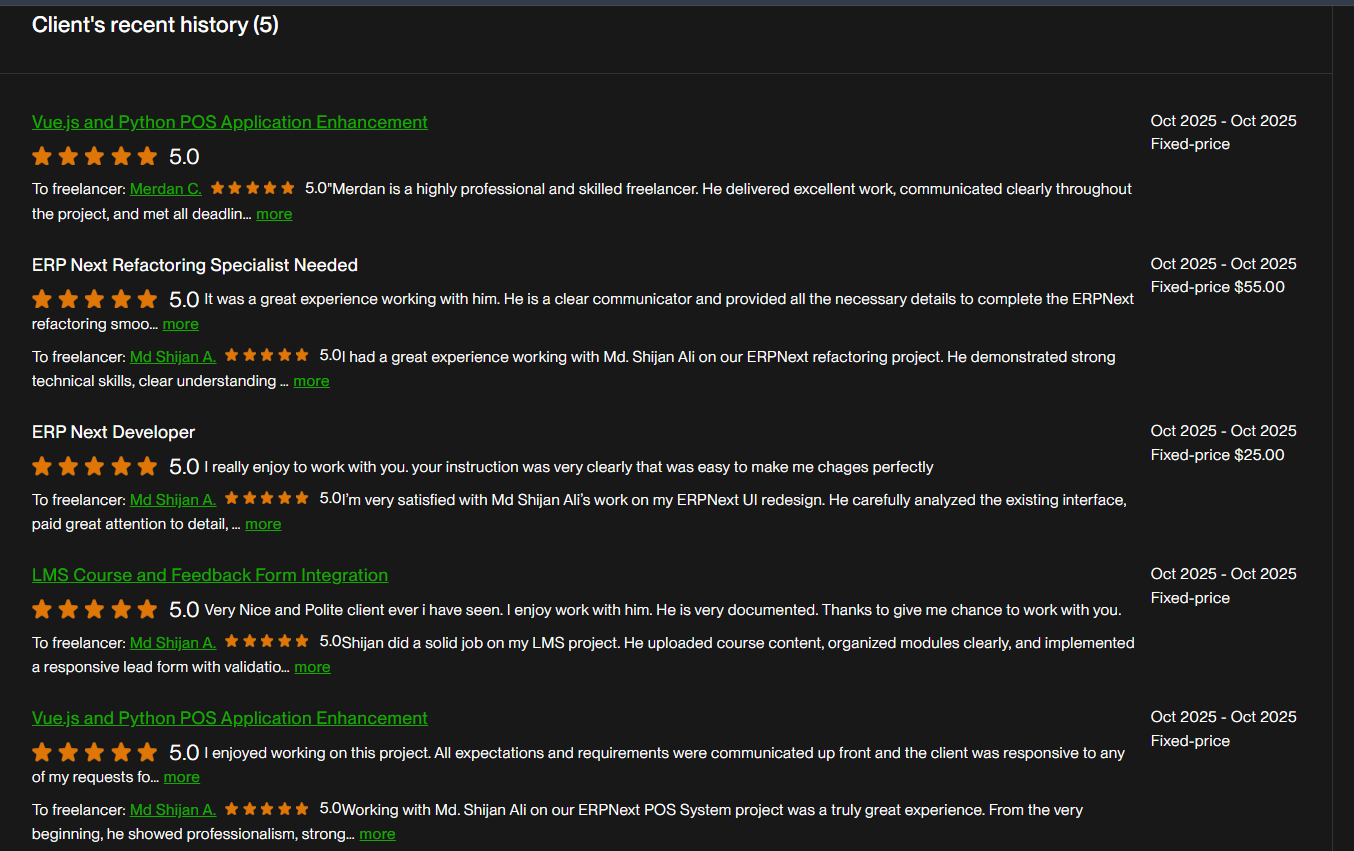 Client's recent history (5)
Vue.js and Python POS Application Enhancement
Oct 2025 - Oct 2025
Fixed-price
5.0
To freelancer: Merdan C. 5.0"Merdan is a highly professional and skilled freelancer. He delivered excellent work, communicated clearly throughout
the project, and met all deadlin... more
ERP Next Refactoring Specialist Needed
Oct 2025 - Oct 2025
Fixed-price $55.00
5.0 It was a great experience working with him. He is a clear communicator and provided all the necessary details to complete the ERPNext
refactoring smoo... more
To freelancer: Md Shijan A. 5.0I had a great experience working with Md. Shijan Ali on our ERPNext refactoring project. He demonstrated strong
technical skills, clear understanding ... more
ERP Next Developer
Oct 2025 - Oct 2025
Fixed-price $25.00
5.0 I really enjoy to work with you. your instruction was very clearly that was easy to make me chages perfectly
To freelancer: Md Shijan A. 5.0I'm very satisfied with Md Shijan Ali's work on my ERPNext UI redesign. He carefully analyzed the existing interface,
paid great attention to detail, ... more
LMS Course and Feedback Form Integration
Oct 2025 - Oct 2025
Fixed-price
5.0 Very Nice and Polite client ever i have seen. I enjoy work with him. He is very documented. Thanks to give me chance to work with you.
To freelancer: Md Shijan A. 5.0Shijan did a solid job on my LMS project. He uploaded course content, organized modules clearly, and implemented
a responsive lead form with validatio... more
Vue.js and Python POS Application Enhancement
Oct 2025 - Oct 2025
Fixed-price
5.0 I enjoyed working on this project. All expectations and requirements were communicated up front and the client was responsive to any
of my requests fo... more
To freelancer: Md Shijan A. 5.0Working with Md. Shijan Ali on our ERPNext POS System project was a truly great experience. From the very
beginning, he showed professionalism, strong... more